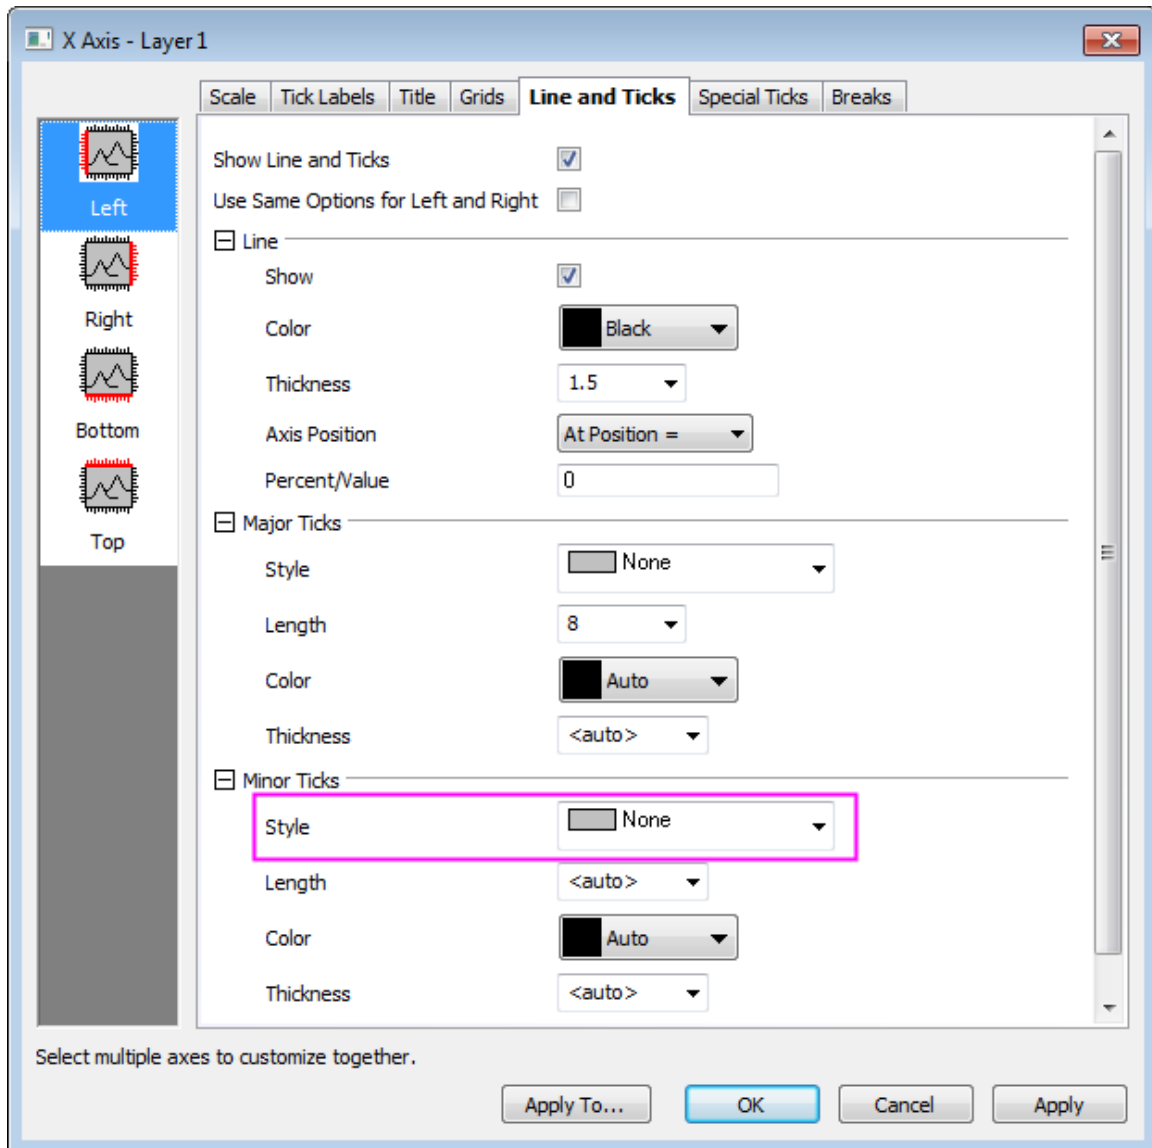 X Axis - Layer 1
Scale Tick Labels Title Grids Line and Ticks Special Ticks Breaks
Left
Right
Bottom
Top
Show Line and Ticks
Use Same Options for Left and Right
Line
Show
Color Black
Thickness 1.5
Axis Position At Position =
Percent/Value 0
Major Ticks
Style None
Length 8
Color Auto
Thickness <auto>
Minor Ticks
Style None
Length <auto>
Color Auto
Thickness <auto>
Select multiple axes to customize together.
Apply To... OK Cancel Apply